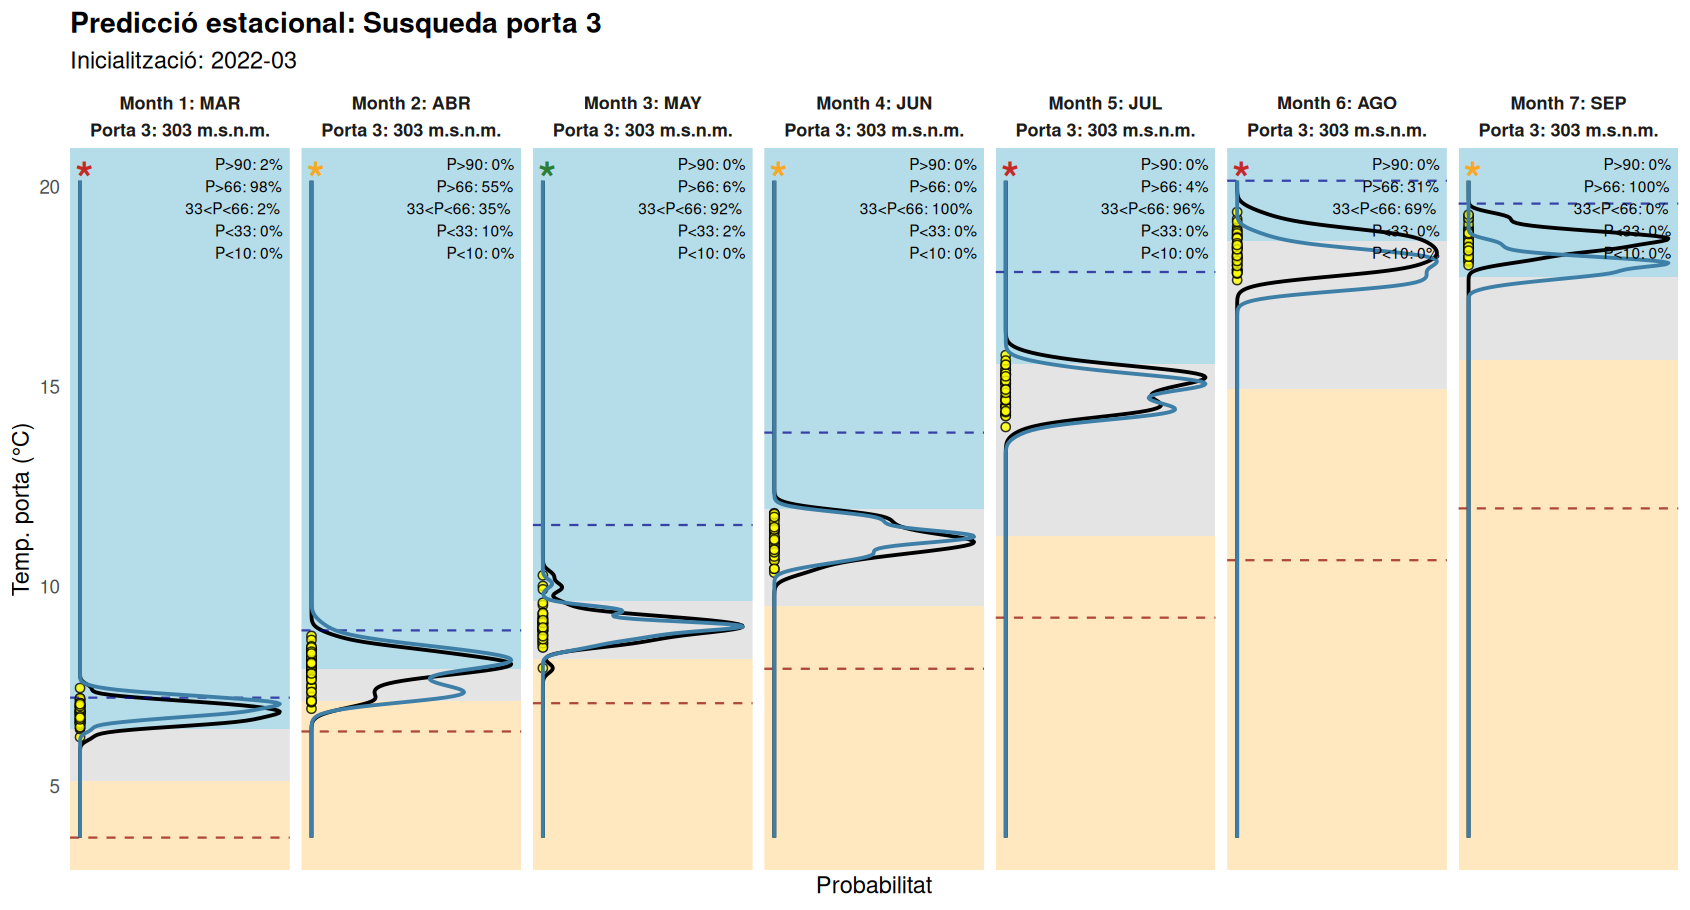 Predicció estacional: Susqueda porta 3
Inicialització: 2022-03
Month 1: MAR
Porta 3: 303 m.s.n.m.
Month 2: ABR
Porta 3: 303 m.s.n.m.
Month 3: MAY
Porta 3: 303 m.s.n.m.
Month 4: JUN
Porta 3: 303 m.s.n.m.
Month 5: JUL
Porta 3: 303 m.s.n.m.
Month 6: AGO
Porta 3: 303 m.s.n.m.
Month 7: SEP
Porta 3: 303 m.s.n.m.
*
P>90: 2%
P>66: 98%
33<P<66: 2%
P<33: 0%
P<10: 0%
*
P>90: 0%
P>66: 55%
33<P<66: 35%
P<33: 10%
P<10: 0%
*
P>90: 0%
P>66: 6%
33<P<66: 92%
P<33: 2%
P<10: 0%
*
P>90: 0%
P>66: 0%
33<P<66: 100%
P<33: 0%
P<10: 0%
*
P>90: 0%
P>66: 4%
33<P<66: 96%
P<33: 0%
P<10: 0%
*
P>90: 0%
P>66: 31%
33<P<66: 69%
P<33: 0%
P<10: 0%
*
P>90: 0%
P>66: 100%
33<P<66: 0%
P<33: 0%
P<10: 0%
20
15
10
5
Temp. porta (°C)
Probabilitat